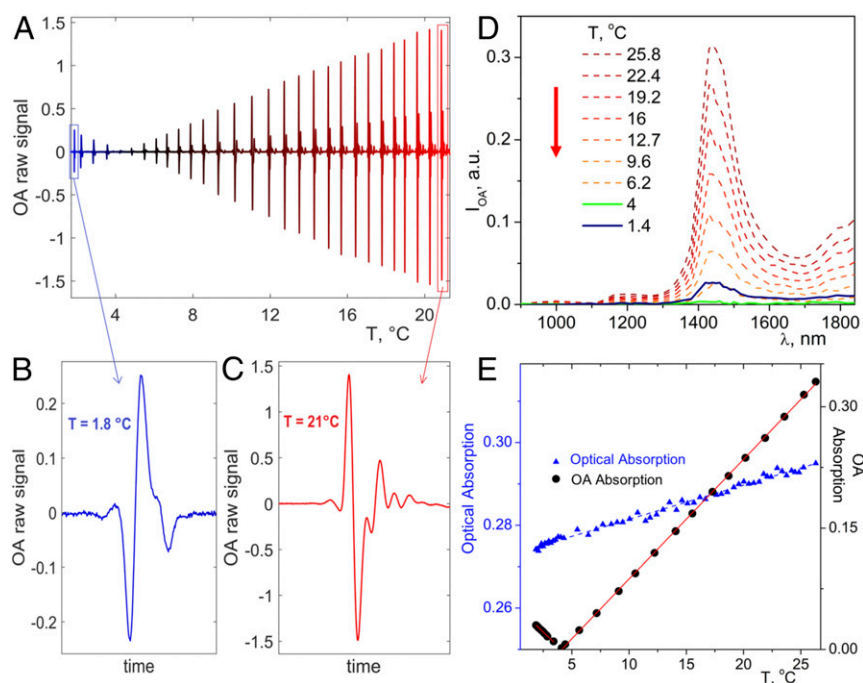 A
OA raw signal
1.5
1
0.5
0
-0.5
-1
-1.5
4
8
12
16
20
T, °C
D
I_OA, a.u.
0.3
0.2
0.1
0.0
T, °C
25.8
22.4
19.2
16
12.7
9.6
6.2
4
1.4
1000
1200
1400
1600
1800
λ, nm
B
OA raw signal
0.2
0.1
0
-0.1
-0.2
T = 1.8 °C
time
C
OA raw signal
1.5
1
0.5
0
-0.5
-1
-1.5
T = 21°C
time
E
Optical Absorption
0.30
0.28
0.26
Optical Absorption
OA Absorption
5
10
15
20
25
T, °C
0.30
0.15
0.00
OA
Absorption